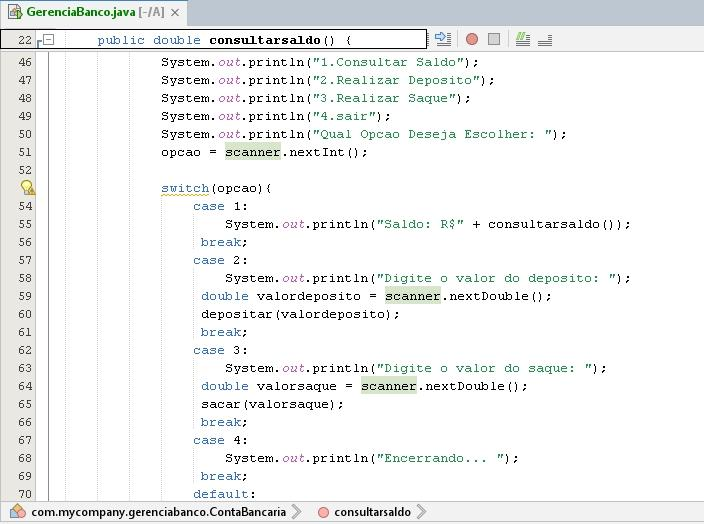 GerenciaBanco.java [-/A] ×
22 public double consultarsaldo() {
46 System.out.println("1.Consultar Saldo");
47 System.out.println("2.Realizar Deposito");
48 System.out.println("3.Realizar Saque");
49 System.out.println("4.sair");
50 System.out.println("Qual Opcao Deseja Escolher: ");
51 opcao = scanner.nextInt();
52
switch(opcao){
54 case 1:
55 System.out.println("Saldo: R$" + consultarsaldo());
56 break;
57 case 2:
58 System.out.println("Digite o valor do deposito: ");
59 double valordeposito = scanner.nextDouble();
60 depositar(valordeposito);
61 break;
62 case 3:
63 System.out.println("Digite o valor do saque: ");
64 double valorsaque = scanner.nextDouble();
65 sacar(valorsaque);
66 break;
67 case 4:
68 System.out.println("Encerrando... ");
69 break;
70 default:
com.mycompany.gerenciabanco.ContaBancaria consultarsaldo